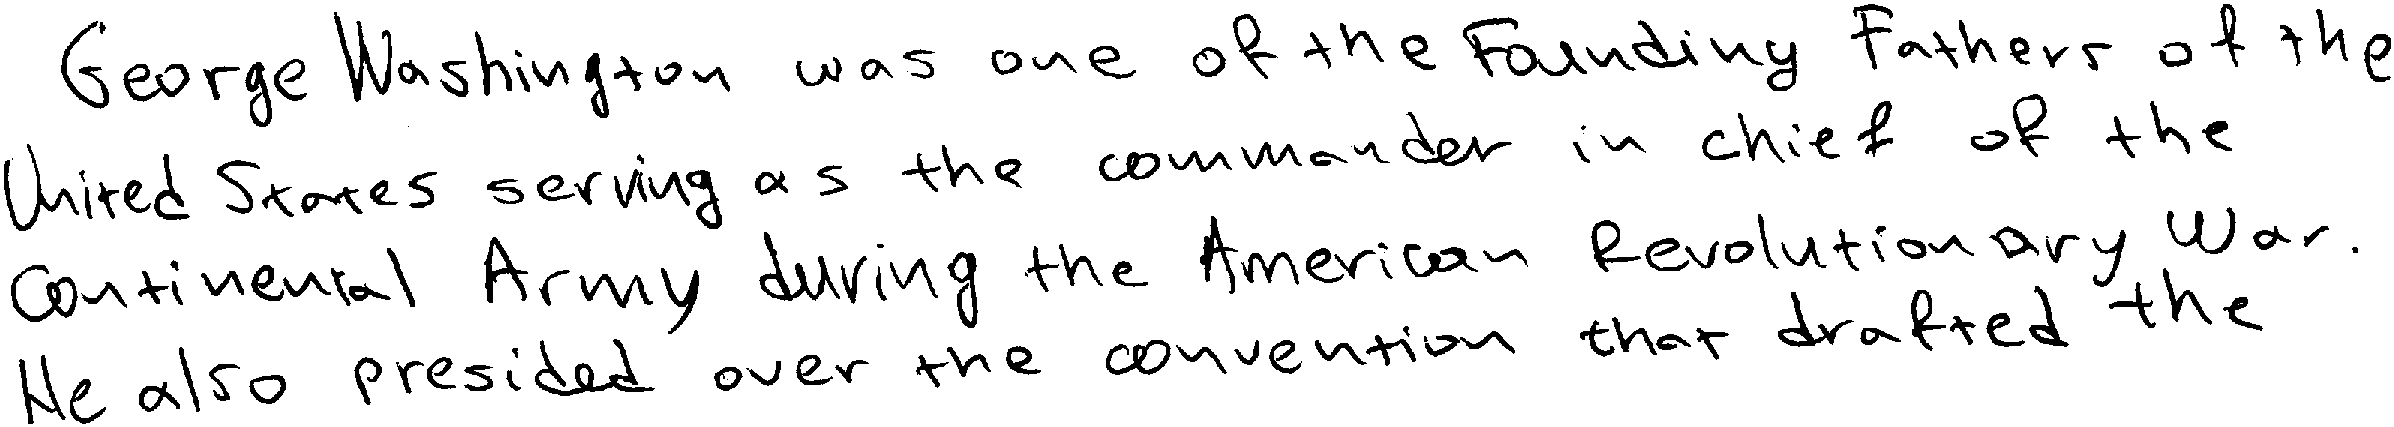 George Washington was one of the Founding Fathers of the
United States serving as the commander in chief of the
Continental Army during the American Revolutionary War.
He also presided over the convention that drafted the